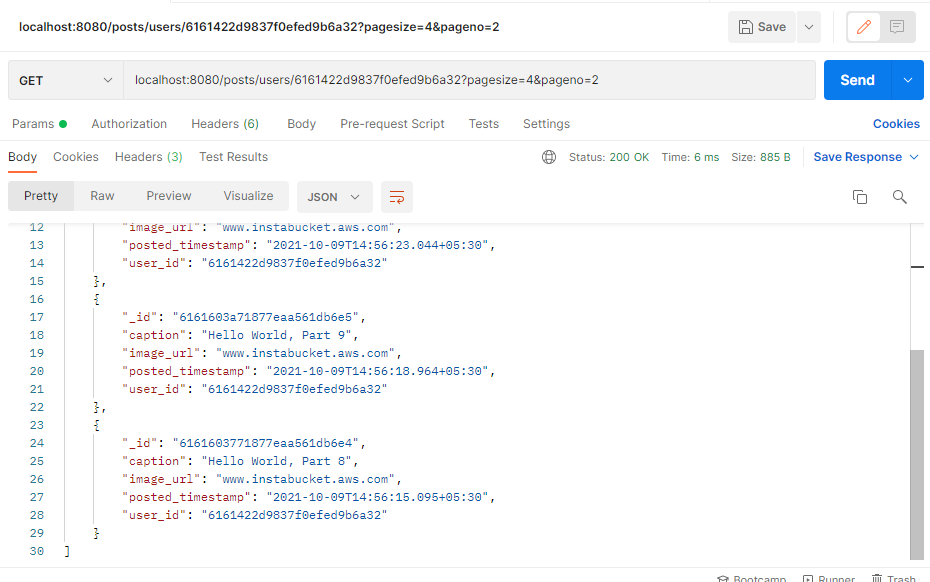 localhost:8080/posts/users/6161422d9837f0efed9b6a32?pagesize=4&pageno=2
Save
GET localhost:8080/posts/users/6161422d9837f0efed9b6a32?pagesize=4&pageno=2 Send
Params Authorization Headers (6) Body Pre-request Script Tests Settings Cookies
Body Cookies Headers (3) Test Results Status: 200 OK Time: 6 ms Size: 885 B Save Response
Pretty Raw Preview Visualize JSON
12 "image_url": "www.instabucket.aws.com",
13 "posted_timestamp": "2021-10-09T14:56:23.044+05:30",
14 "user_id": "6161422d9837f0efed9b6a32"
15 },
16 {
17 "_id": "6161603a71877eaa561db6e5",
18 "caption": "Hello World, Part 9",
19 "image_url": "www.instabucket.aws.com",
20 "posted_timestamp": "2021-10-09T14:56:18.964+05:30",
21 "user_id": "6161422d9837f0efed9b6a32"
22 },
23 {
24 "_id": "6161603771877eaa561db6e4",
25 "caption": "Hello World, Part 8",
26 "image_url": "www.instabucket.aws.com",
27 "posted_timestamp": "2021-10-09T14:56:15.095+05:30",
28 "user_id": "6161422d9837f0efed9b6a32"
29 }
30 ]
Bootcamp Runner Trash